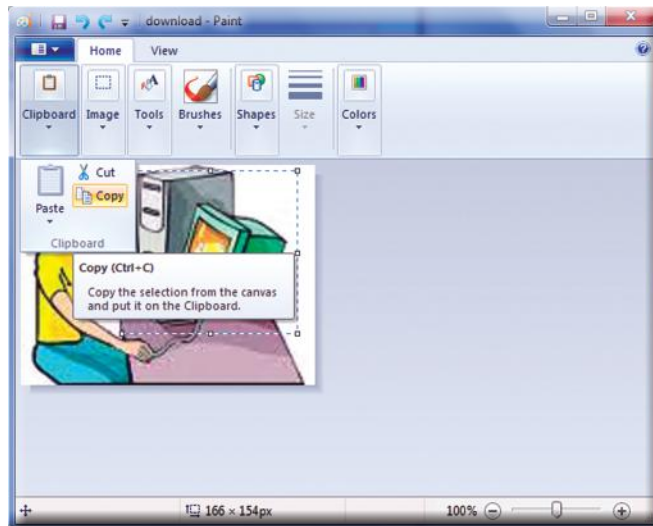 download - Paint
Home View
Clipboard Image Tools Brushes Shapes Size Colors
Cut
Copy
Paste
Clipboard
Copy (Ctrl+C)
Copy the selection from the canvas
and put it on the Clipboard.
166 × 154px 100%